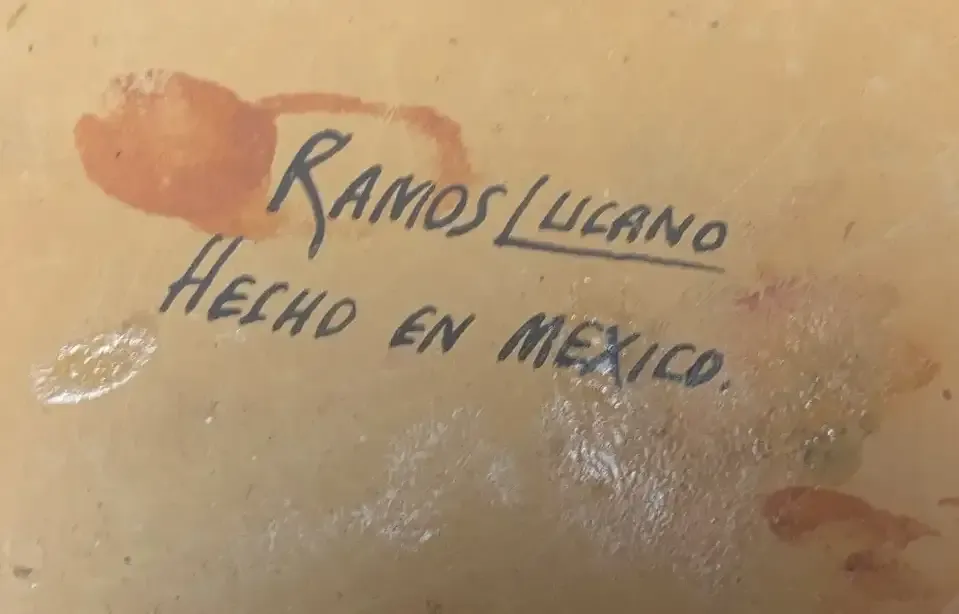 RAMOS LUCANO
HECHO EN MEXICO.